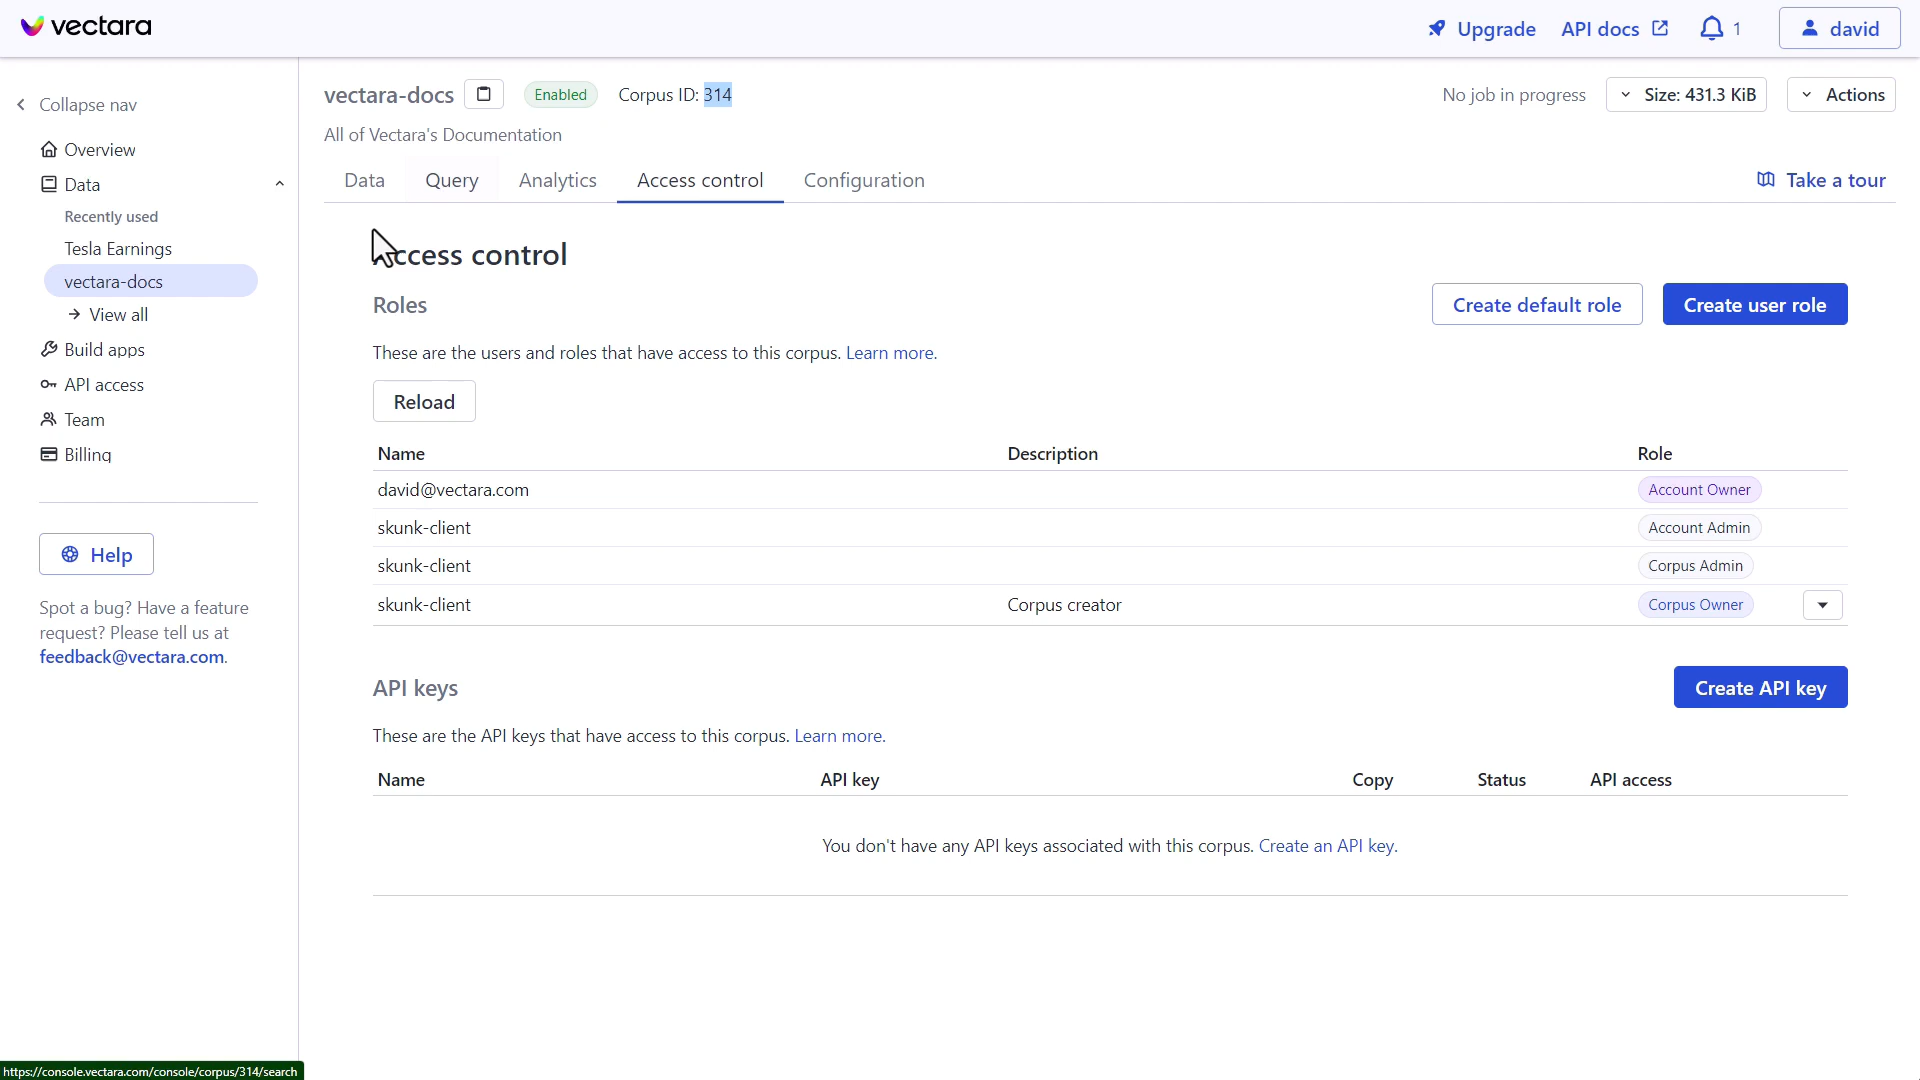 vectara
Upgrade
API docs
1
david
Collapse nav
Overview
Data
Recently used
Tesla Earnings
vectara-docs
View all
Build apps
API access
Team
Billing
Help
Spot a bug? Have a feature
request? Please tell us at
feedback@vectara.com.
vectara-docs
Enabled
Corpus ID: 314
No job in progress
Size: 431.3 KiB
Actions
All of Vectara's Documentation
Data
Query
Analytics
Access control
Configuration
Take a tour
Access control
Roles
Create default role
Create user role
These are the users and roles that have access to this corpus. Learn more.
Reload
Name Description Role
david@vectara.com Account Owner
skunk-client Account Admin
skunk-client Corpus Admin
skunk-client Corpus creator Corpus Owner
API keys
Create API key
These are the API keys that have access to this corpus. Learn more.
Name API key Copy Status API access
You don't have any API keys associated with this corpus. Create an API key.
https://console.vectara.com/console/corpus/314/search